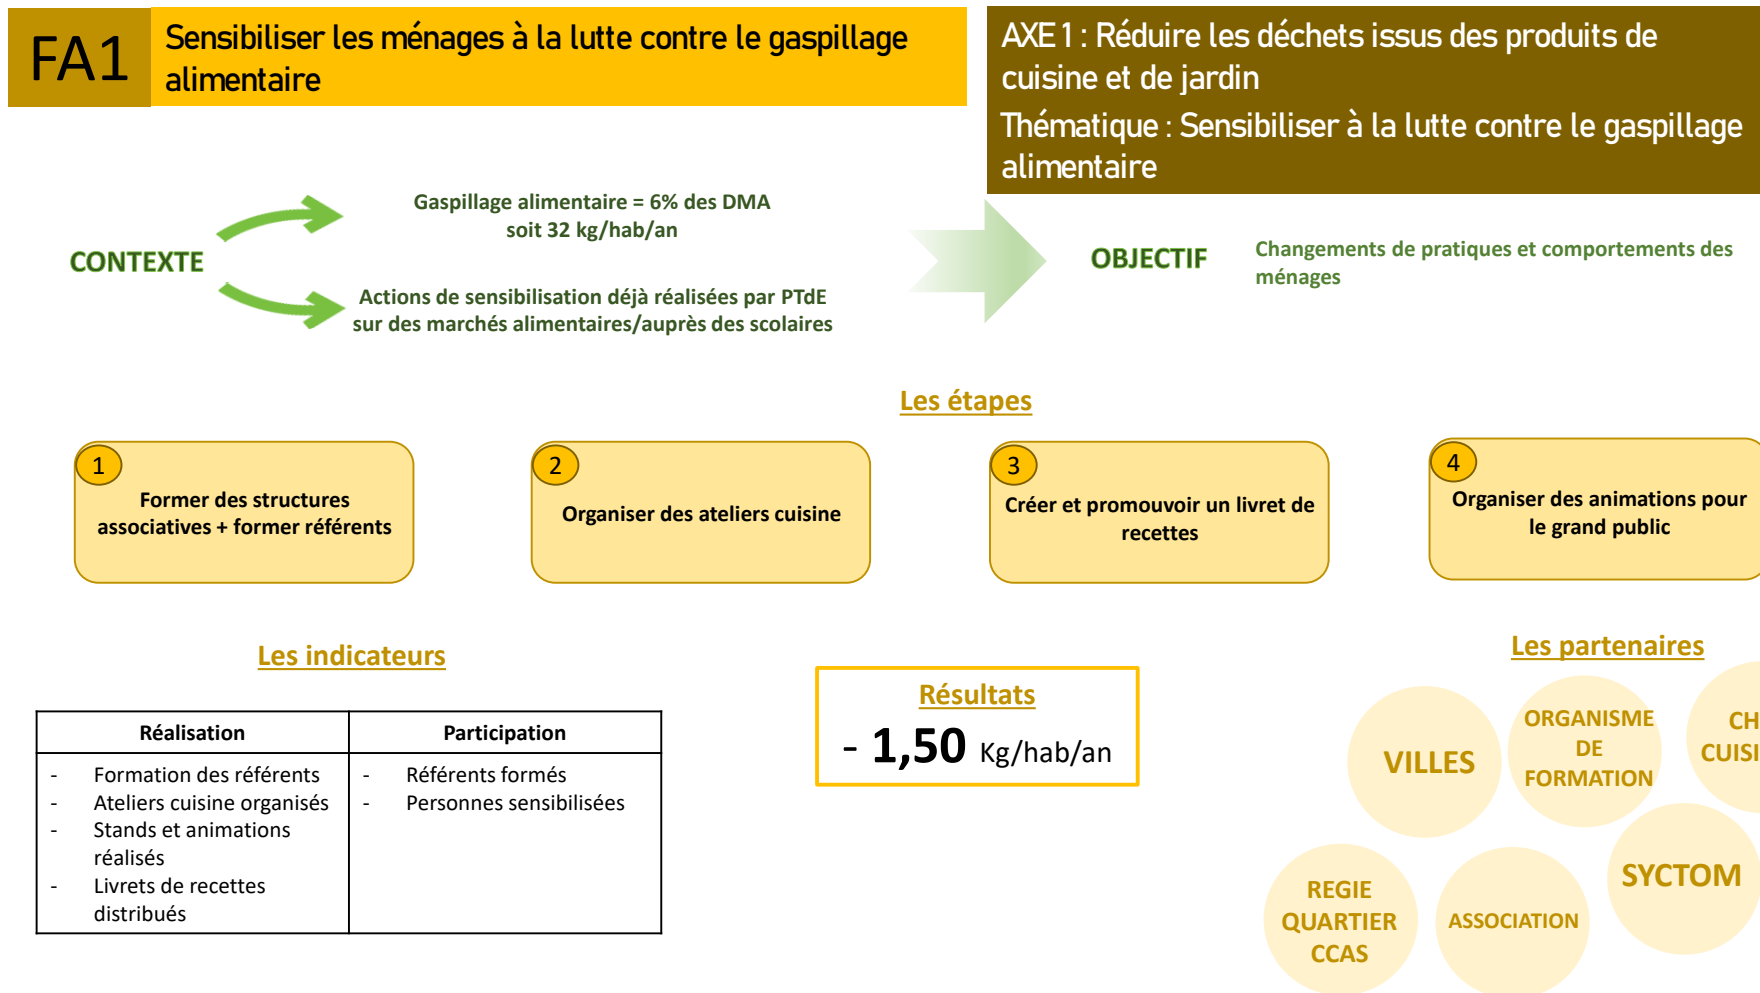 FA1
Sensibiliser les ménages à la lutte contre le gaspillage
alimentaire
AXE 1 : Réduire les déchets issus des produits de
cuisine et de jardin
Thématique : Sensibiliser à la lutte contre le gaspillage
alimentaire
CONTEXTE
Gaspillage alimentaire = 6% des DMA
soit 32 kg/hab/an
Actions de sensibilisation déjà réalisées par PTdE
sur des marchés alimentaires/auprès des scolaires
OBJECTIF
Changements de pratiques et comportements des
ménages
Les étapes
1
Former des structures
associatives + former référents
2
Organiser des ateliers cuisine
3
Créer et promouvoir un livret de
recettes
4
Organiser des animations pour
le grand public
Les indicateurs
Réalisation
- Formation des référents
- Ateliers cuisine organisés
- Stands et animations
réalisés
- Livrets de recettes
distribués
Participation
- Référents formés
- Personnes sensibilisées
Résultats
- 1,50 Kg/hab/an
Les partenaires
VILLES
ORGANISME
DE
FORMATION
SYCTOM
REGIE
QUARTIER
CCAS
ASSOCIATION